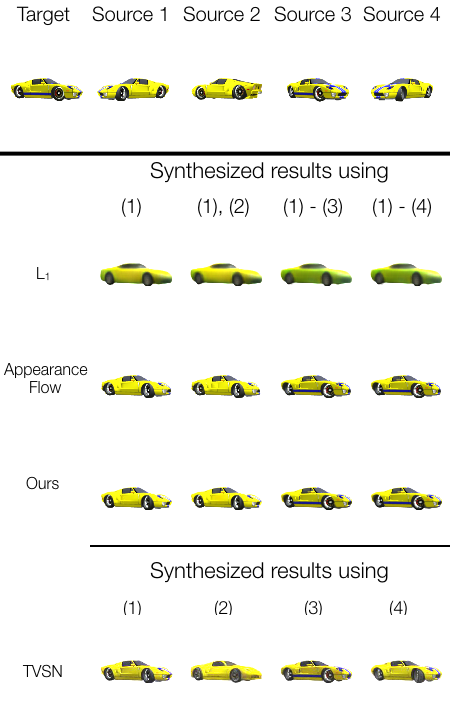 Target Source 1 Source 2 Source 3 Source 4
Synthesized results using
(1) (1), (2) (1) - (3) (1) - (4)
L₁
Appearance
Flow
Ours
Synthesized results using
(1) (2) (3) (4)
TVSN